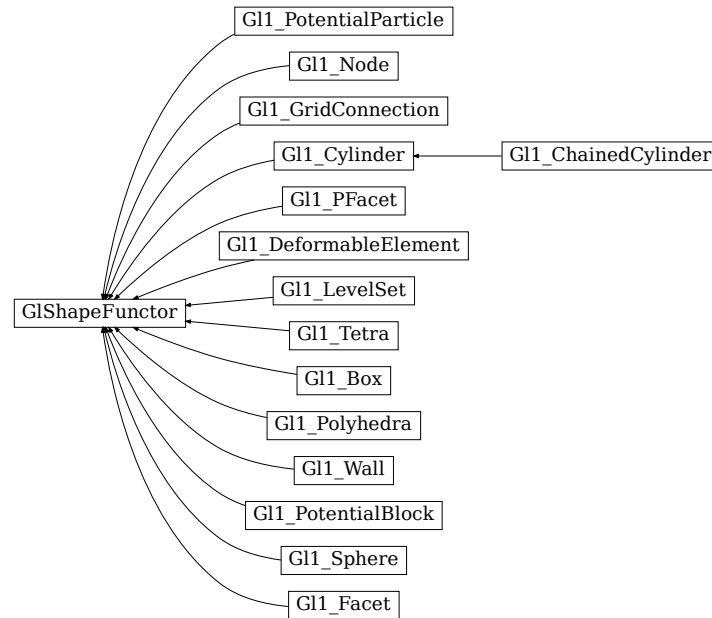 Gl1_PotentialParticle
Gl1_Node
Gl1_GridConnection
Gl1_Cylinder
Gl1_ChainedCylinder
Gl1_PFacet
Gl1_DeformableElement
Gl1_LevelSet
GlShapeFunctor
Gl1_Tetra
Gl1_Box
Gl1_Polyhedra
Gl1_Wall
Gl1_PotentialBlock
Gl1_Sphere
Gl1_Facet